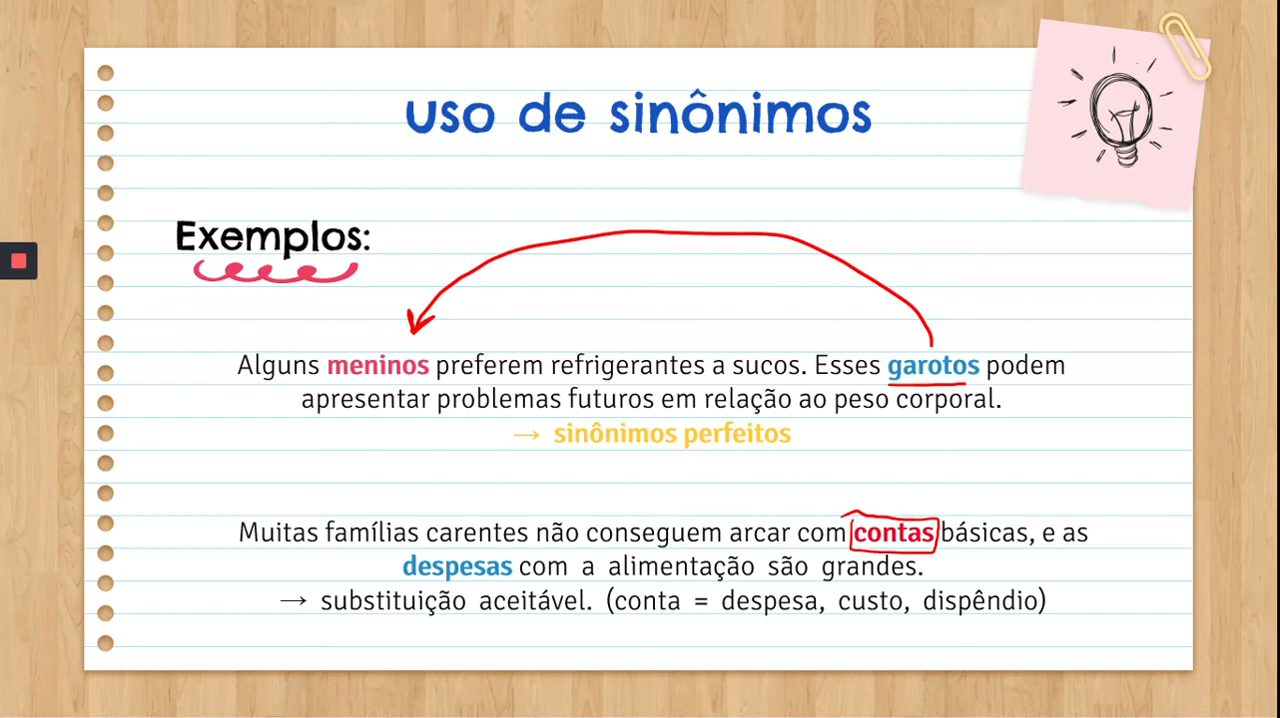 uso de sinônimos
Exemplos:
Alguns meninos preferem refrigerantes a sucos. Esses garotos podem
apresentar problemas futuros em relação ao peso corporal.
→ sinônimos perfeitos
Muitas famílias carentes não conseguem arcar com contas básicas, e as
despesas com a alimentação são grandes.
→ substituição aceitável. (conta = despesa, custo, dispêndio)